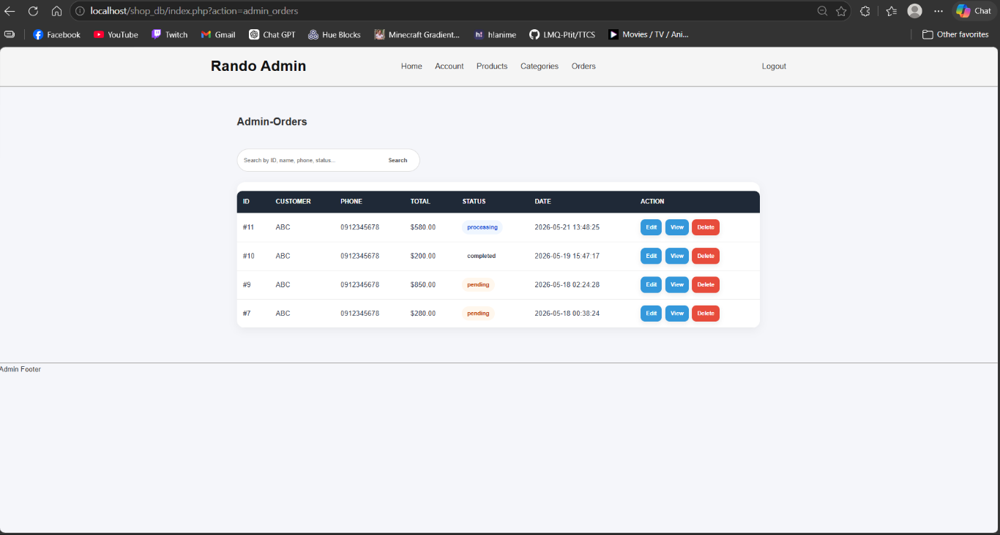 localhost/shop_db/index.php?action=admin_orders
Chat
Facebook YouTube Twitch Gmail Chat GPT Hue Blocks Minecraft Gradient... h!anime LMQ-Ptit/TTCS Movies / TV / Ani... Other favorites
Rando Admin Home Account Products Categories Orders Logout
Admin-Orders
Search by ID, name, phone, status... Search
ID CUSTOMER PHONE TOTAL STATUS DATE ACTION
#11 ABC 0912345678 $580.00 processing 2026-05-21 13:48:25 Edit View Delete
#10 ABC 0912345678 $200.00 completed 2026-05-19 15:47:17 Edit View Delete
#9 ABC 0912345678 $850.00 pending 2026-05-18 02:24:28 Edit View Delete
#7 ABC 0912345678 $280.00 pending 2026-05-18 00:38:24 Edit View Delete
Admin Footer